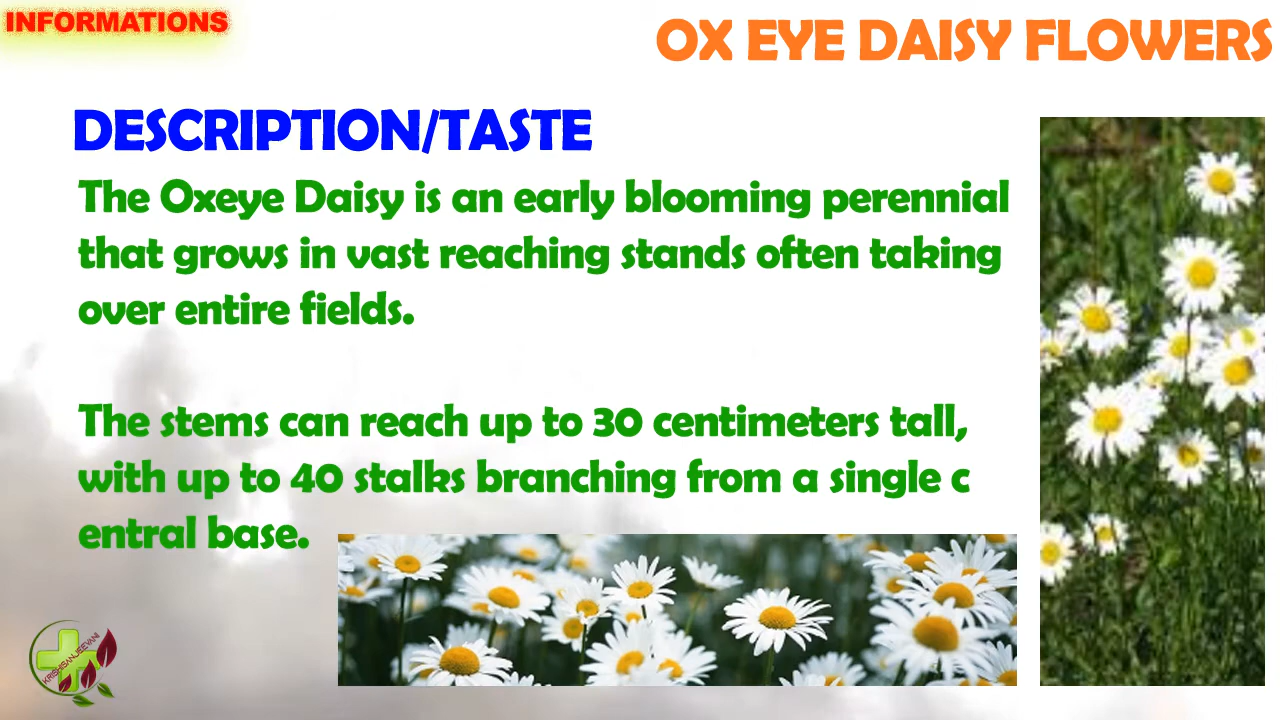 INFORMATIONS
OX EYE DAISY FLOWERS
DESCRIPTION/TASTE
The Oxeye Daisy is an early blooming perennial
that grows in vast reaching stands often taking
over entire fields.
The stems can reach up to 30 centimeters tall,
with up to 40 stalks branching from a single c
entral base.
KRISHISANJEEVANI